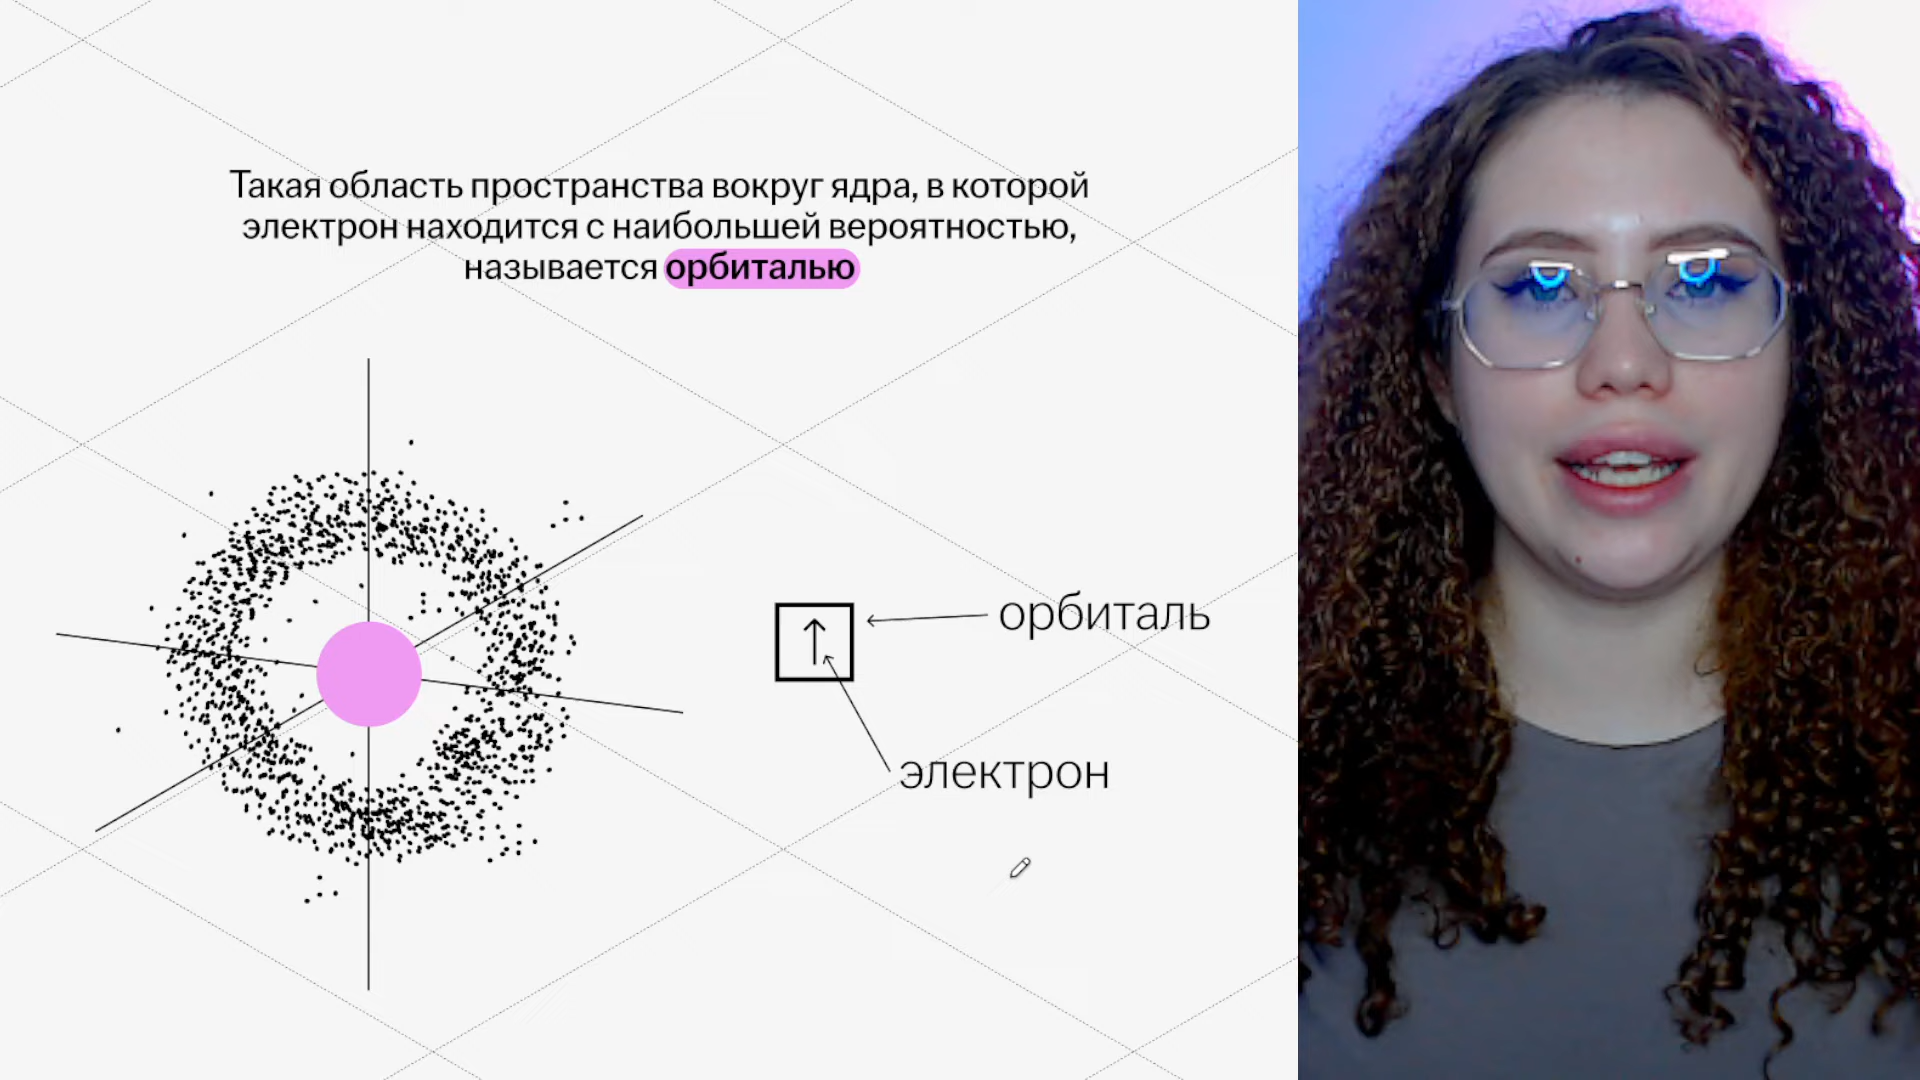 Такая область пространства вокруг ядра, в которой
электрон находится с наибольшей вероятностью,
называется орбиталью
орбиталь
электрон